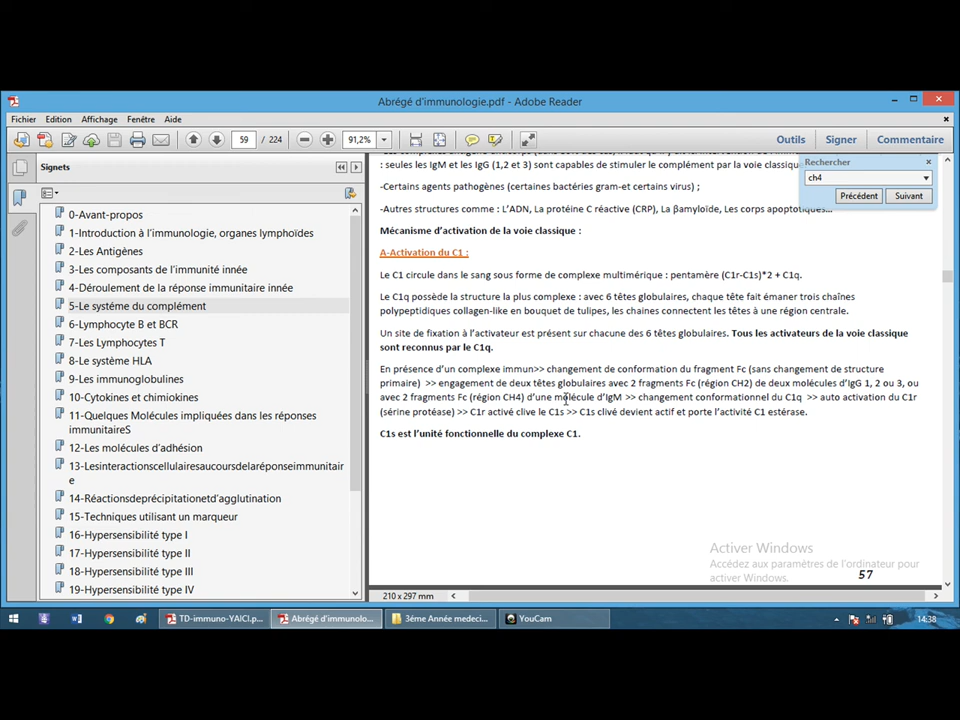 Abrégé d'immunologie.pdf - Adobe Reader
Fichier Edition Affichage Fenêtre Aide
59 / 224 91,2% Outils Signer Commentaire
Signets
0-Avant-propos
1-Introduction à l'immunologie, organes lymphoïdes
2-Les Antigènes
3-Les composants de l'immunité innée
4-Déroulement de la réponse immunitaire innée
5-Le systéme du complément
6-Lymphocyte B et BCR
7-Les Lymphocytes T
8-Le système HLA
9-Les immunoglobulines
10-Cytokines et chimiokines
11-Quelques Molécules impliquées dans les réponses
immunitaireS
12-Les molécules d'adhésion
13-Lesinteractionscellulairesaucoursdelaréponseimmunitair
e
14-Réactionsdeprécipitationetd'agglutination
15-Techniques utilisant un marqueur
16-Hypersensibilité type I
17-Hypersensibilité type II
18-Hypersensibilité type III
19-Hypersensibilité type IV
Rechercher
ch4
Précédent Suivant
: seules les IgM et les IgG (1,2 et 3) sont capables de stimuler le complément par la voie classiqu
-Certains agents pathogènes (certaines bactéries gram-et certains virus) ;
-Autres structures comme : L'ADN, La protéine C réactive (CRP), La βamyloïde, Les corps apoptotiques...
Mécanisme d'activation de la voie classique :
A-Activation du C1 :
Le C1 circule dans le sang sous forme de complexe multimérique : pentamère (C1r-C1s)*2 + C1q.
Le C1q possède la structure la plus complexe : avec 6 têtes globulaires, chaque tête fait émaner trois chaînes
polypeptidiques collagen-like en bouquet de tulipes, les chaines connectent les têtes à une région centrale.
Un site de fixation à l'activateur est présent sur chacune des 6 têtes globulaires. Tous les activateurs de la voie classique
sont reconnus par le C1q.
En présence d'un complexe immun>> changement de conformation du fragment Fc (sans changement de structure
primaire) >> engagement de deux têtes globulaires avec 2 fragments Fc (région CH2) de deux molécules d'IgG 1, 2 ou 3, ou
avec 2 fragments Fc (région CH4) d'une molécule d'IgM >> changement conformationnel du C1q >> auto activation du C1r
(sérine protéase) >> C1r activé clive le C1s >> C1s clivé devient actif et porte l'activité C1 estérase.
C1s est l'unité fonctionnelle du complexe C1.
Activer Windows
Accédez aux paramètres de l'ordinateur pour
activer Windows.
57
210 x 297 mm
TD-immuno-YAICI.p... Abrégé d'immunolo... 3éme Année medeci... YouCam 14:38